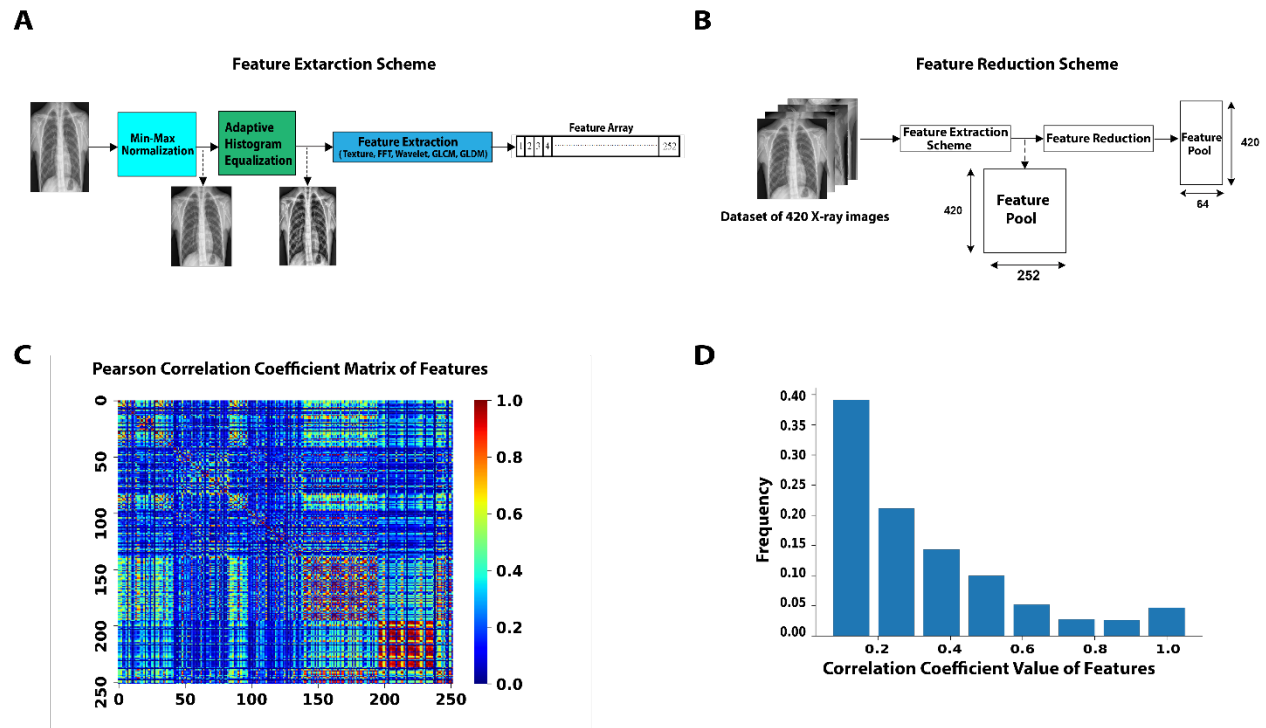 A
Feature Extarction Scheme
Min-Max
Normalization
Adaptive
Histogram
Equalization
Feature Extraction
(Texture, FFT, Wavelet, GLCM, GLDM)
Feature Array
1 2 3 4 252
B
Feature Reduction Scheme
Dataset of 420 X-ray images
Feature Extraction
Scheme
Feature Reduction
Feature
Pool
420
64
420
Feature
Pool
252
C
Pearson Correlation Coefficient Matrix of Features
0
50
100
150
200
250
0 50 100 150 200 250
1.0
0.8
0.6
0.4
0.2
0.0
D
0.40
0.35
0.30
0.25
0.20
0.15
0.10
0.05
0.00
Frequency
0.2 0.4 0.6 0.8 1.0
Correlation Coefficient Value of Features